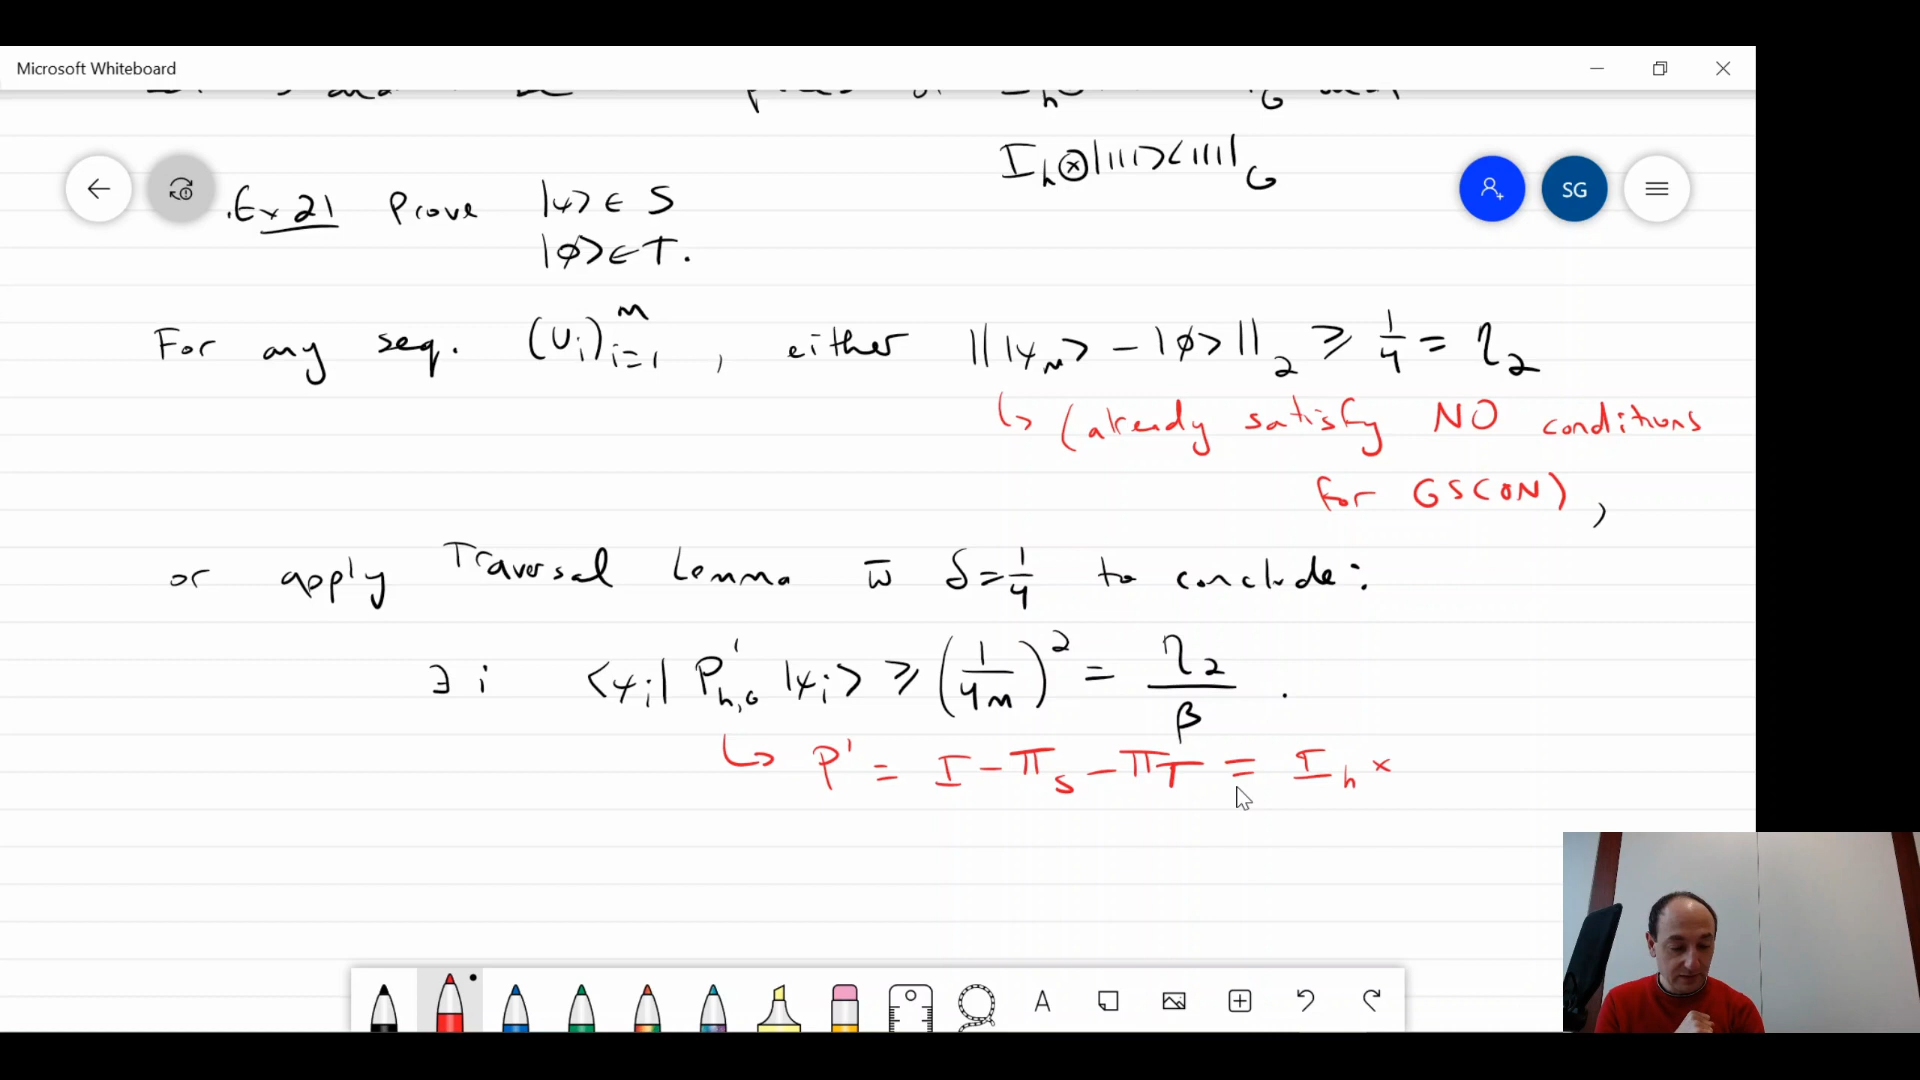 Microsoft Whiteboard
I_h ⊗ |111><111|_G
SG
. Ex 21 Prove |ψ> ∈ S
|φ> ∈ T.
For any seq. (U_i)_{i=1}^m , either || |ψ_m> - |φ> ||_2 ≥ 1/4 = η_2
↳ (already satisfy NO conditions
for GSCON) ,
or apply Traversal Lemma w̅ δ = 1/4 to conclude:
∃ i <ψ_i| P'_{h,G} |ψ_i> ≥ (1/4m)^2 = η_2/β .
↳ P' = I - Π_S - Π_T = I_h ×
A